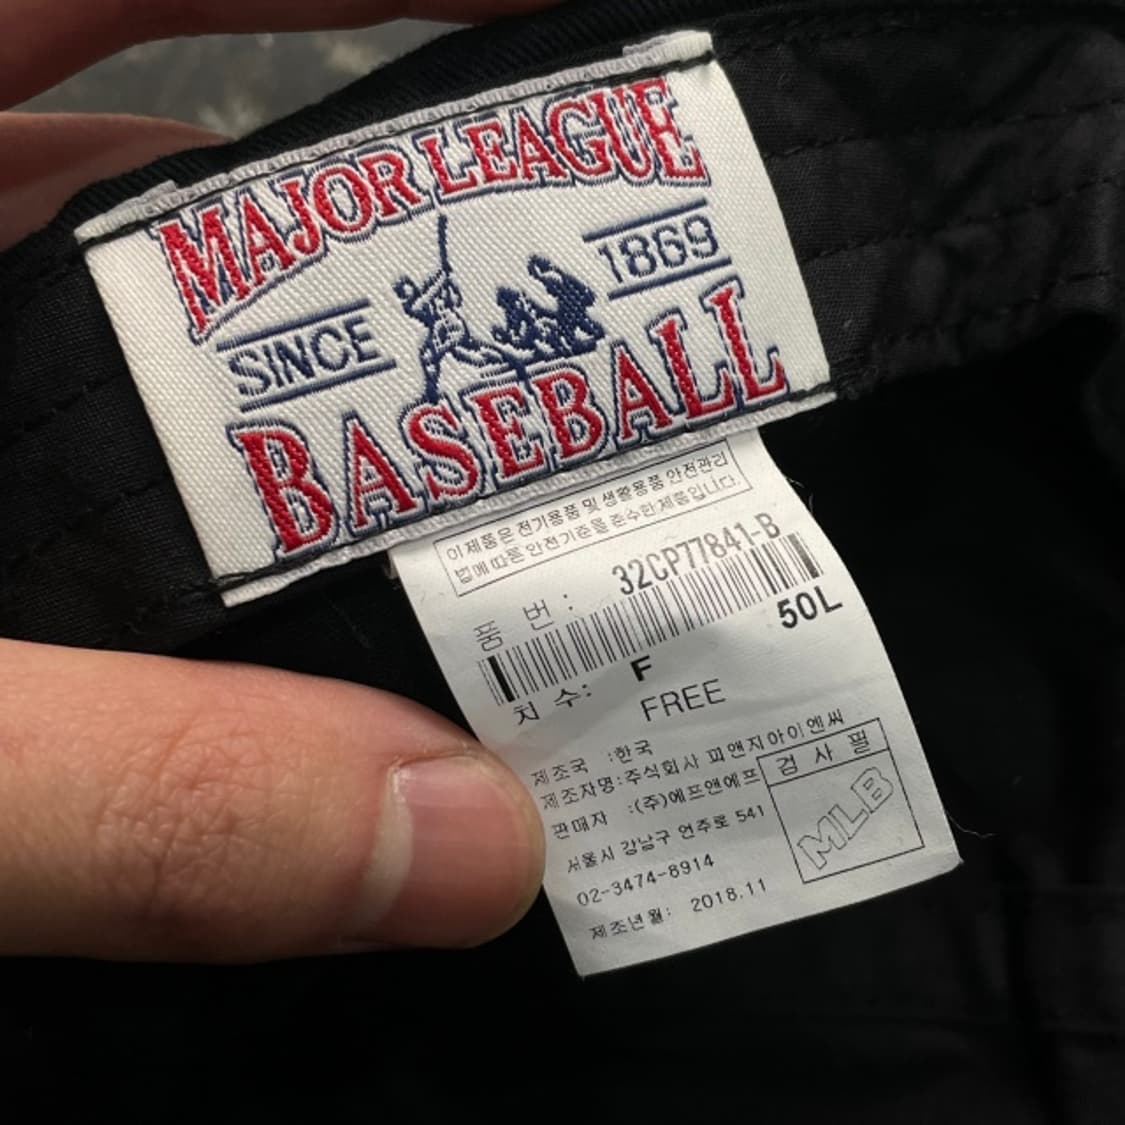 MAJOR LEAGUE
SINCE 1869
BASEBALL
이 제품은 전기용품 및 생활용품 안전관리
법에 따른 안전기준을 준수한 제품입니다.
품 번 : 32CP77841-B
50L
치 수: F
FREE
제조국 :한국
제조자명:주식회사 피앤지아이엔씨
판매자 :(주)에프앤에프
서울시 강남구 언주로 541
02-3474-8914
제조년월: 2018.11
검 사 필
MLB